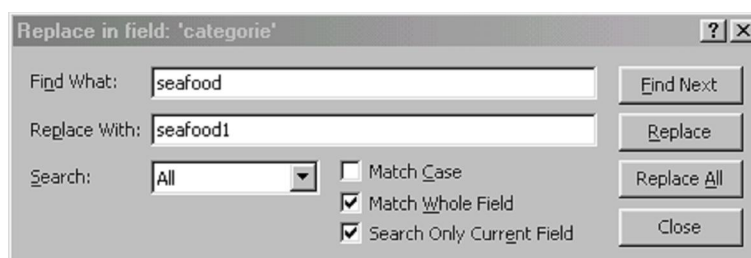 Replace in field: 'categorie' ? ×
Find What: seafood Find Next
Replace With: seafood1 Replace
Search: All Match Case Replace All
Match Whole Field
Search Only Current Field Close